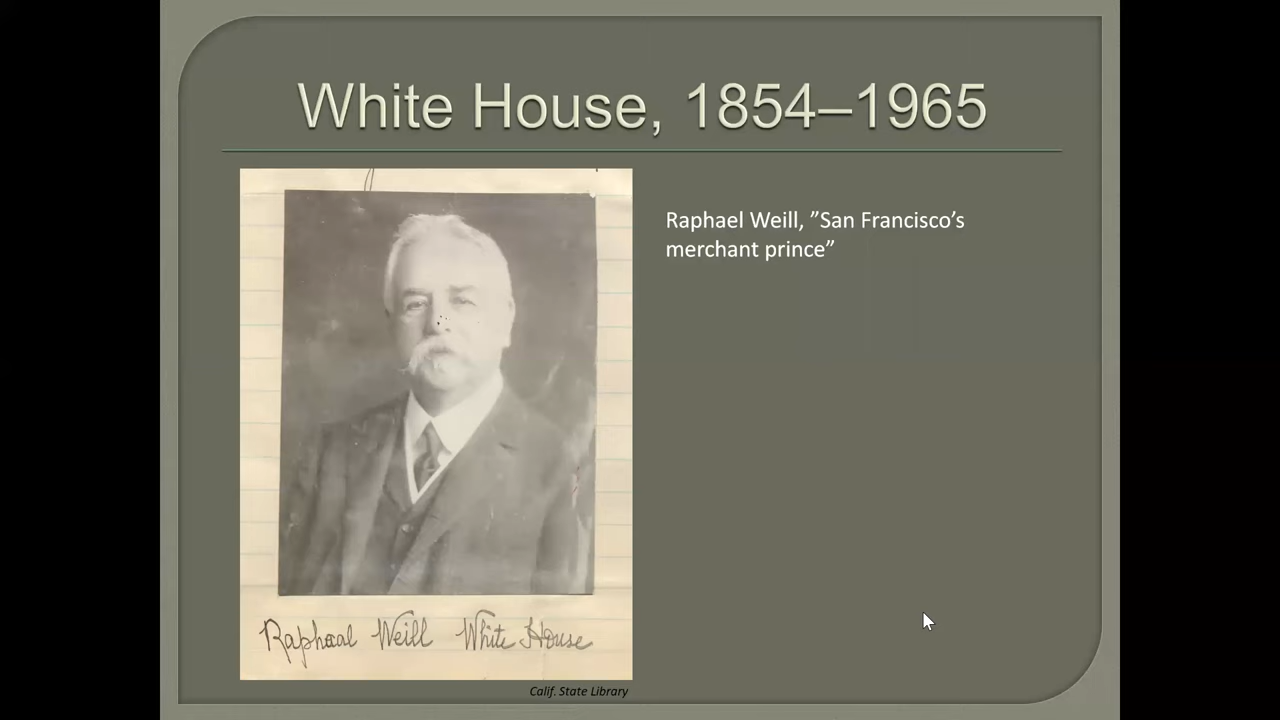 White House, 1854–1965
Raphael Weill, ”San Francisco’s
merchant prince”
Raphael Weill White House
Calif. State Library